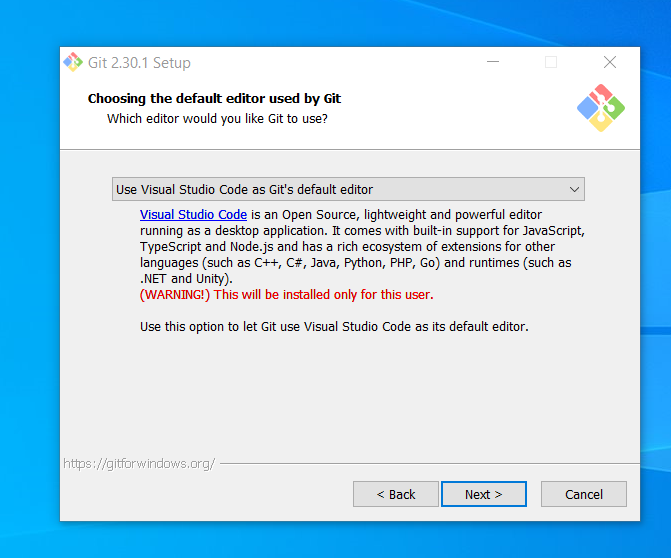 Git 2.30.1 Setup
Choosing the default editor used by Git
Which editor would you like Git to use?
Use Visual Studio Code as Git's default editor
Visual Studio Code is an Open Source, lightweight and powerful editor
running as a desktop application. It comes with built-in support for JavaScript,
TypeScript and Node.js and has a rich ecosystem of extensions for other
languages (such as C++, C#, Java, Python, PHP, Go) and runtimes (such as
.NET and Unity).
(WARNING!) This will be installed only for this user.
Use this option to let Git use Visual Studio Code as its default editor.
https://gitforwindows.org/
< Back
Next >
Cancel